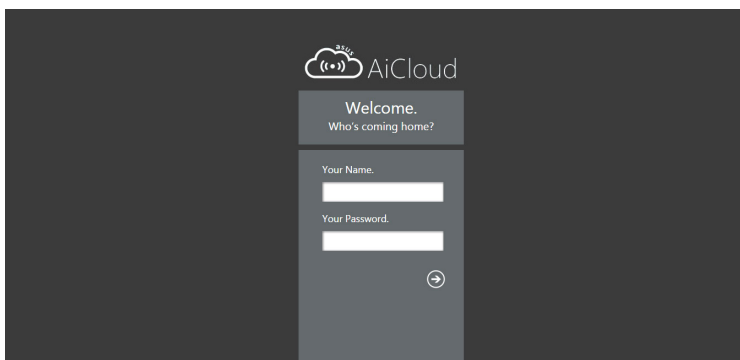 asus
AiCloud
Welcome.
Who's coming home?
Your Name.
Your Password.